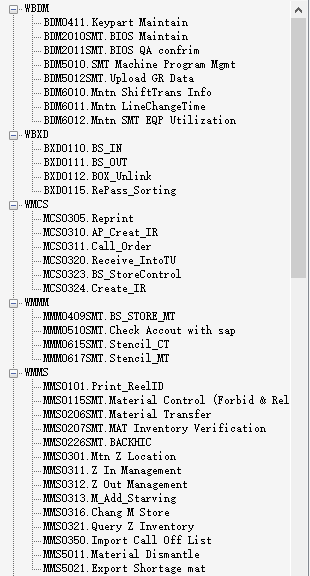 WBDM
BDM0411.Keypart Maintain
BDM2010SMT.BIOS Maintain
BDM2011SMT.BIOS QA confrim
BDM5010.SMT Machine Program Mgmt
BDM5012SMT.Upload GR Data
BDM6010.Mntn ShiftTrans Info
BDM6011.Mntn LineChangeTime
BDM6012.Mntn SMT EQP Utilization
WBXD
BXD0110.BS_IN
BXD0111.BS_OUT
BXD0112.BOX_Unlink
BXD0115.RePass_Sorting
WMCS
MCS0305.Reprint
MCS0310.AP_Creat_IR
MCS0311.Call_Order
MCS0320.Receive_IntoTU
MCS0323.BS_StoreControl
MCS0324.Create_IR
WMMM
MMM0409SMT.BS_STORE_MT
MMM0510SMT.Check Accout with sap
MMM0615SMT.Stencil_CT
MMM0617SMT.Stencil_MT
WMMS
MMS0101.Print_ReelID
MMS0115SMT.Material Control (Forbid & Rel
MMS0206SMT.Material Transfer
MMS0207SMT.MAT Inventory Verification
MMS0226SMT.BACKHIC
MMS0301.Mtn Z Location
MMS0311.Z In Management
MMS0312.Z Out Management
MMS0313.M_Add_Starving
MMS0316.Chang M Store
MMS0321.Query Z Inventory
MMS0350.Import Call Off List
MMS5011.Material Dismantle
MMS5021.Export Shortage mat